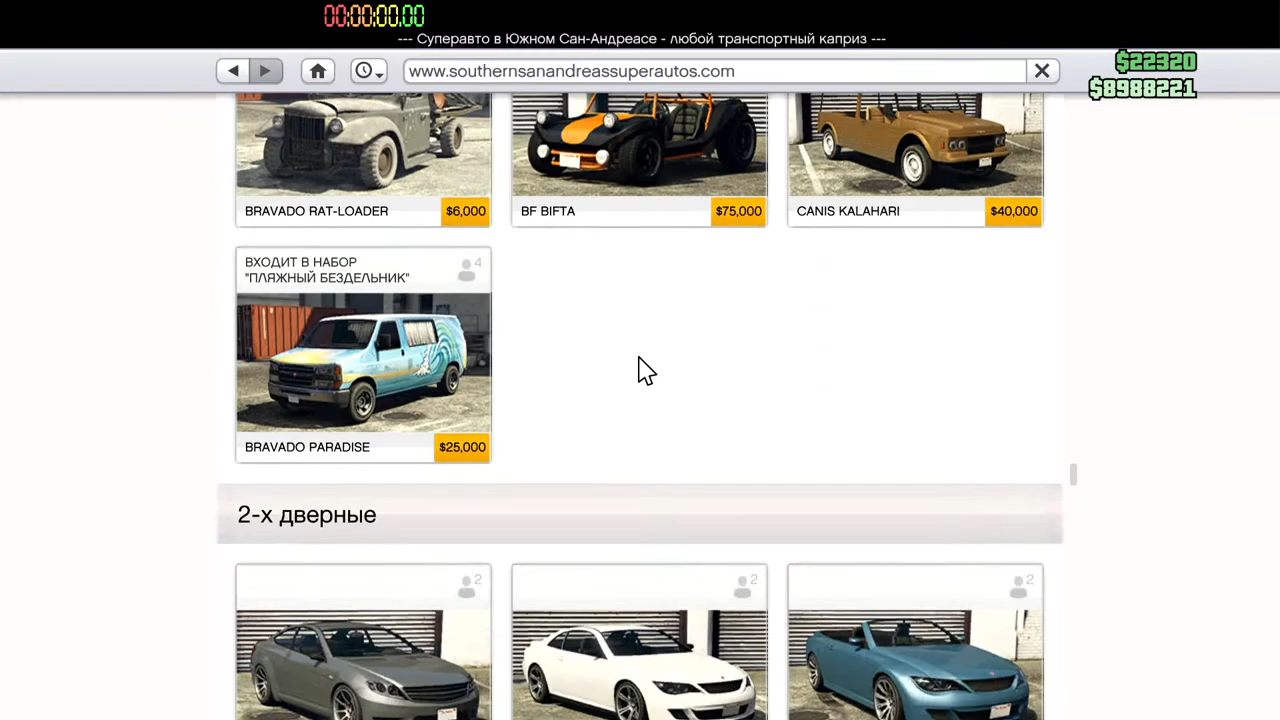 00:00:00.00
--- Суперавто в Южном Сан-Андреасе - любой транспортный каприз ---
www.southernsanandreassuperautos.com
$22320
$8988221
BRAVADO RAT-LOADER $6,000
BF BIFTA $75,000
CANIS KALAHARI $40,000
ВХОДИТ В НАБОР 4
"ПЛЯЖНЫЙ БЕЗДЕЛЬНИК"
BRAVADO PARADISE $25,000
2-х дверные
2
2
2